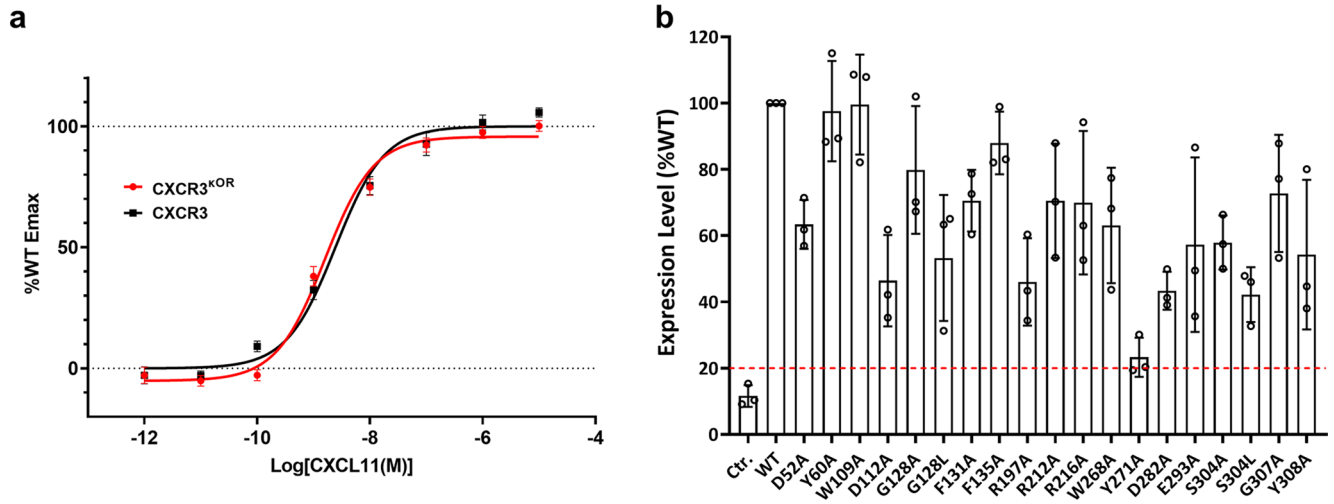 a
%WT Emax
100
50
0
CXCR3κOR
CXCR3
-12 -10 -8 -6 -4
Log[CXCL11(M)]
b
Expression Level (%WT)
120
100
80
60
40
20
0
Ctr. WT D52A Y60A W109A D112A G128A G128L F131A F135A R197A R212A R216A W268A Y271A D282A E293A S304A S304L G307A Y308A